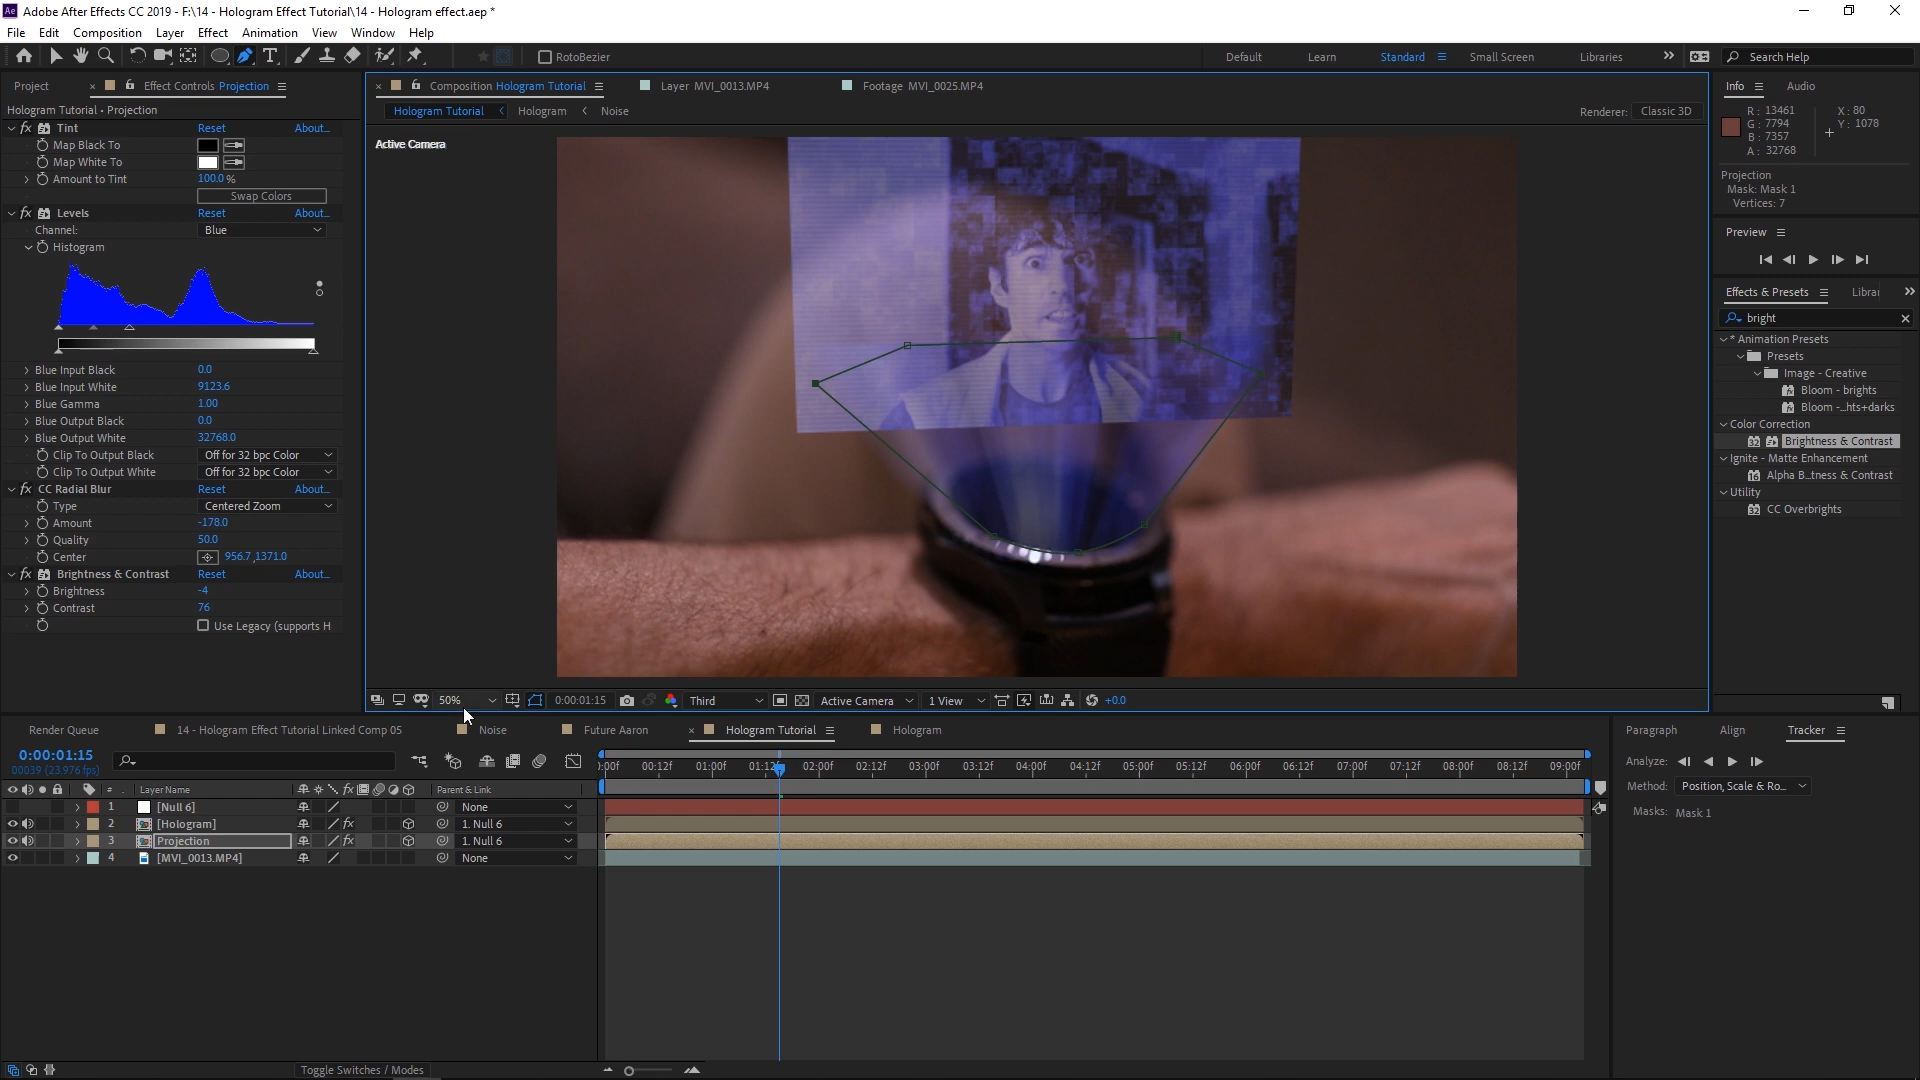 Adobe After Effects CC 2019 - F:\14 - Hologram Effect Tutorial\14 - Hologram effect.aep *
File Edit Composition Layer Effect Animation View Window Help
RotoBezier
Default Learn Standard Small Screen Libraries Search Help
Project Effect Controls Projection
Composition Hologram Tutorial Layer MVI_0013.MP4 Footage MVI_0025.MP4
Info Audio
Hologram Tutorial • Projection
Hologram Tutorial Hologram Noise
Renderer: Classic 3D
R: 13461
G: 7794
B: 7357
A: 32768
X: 80
Y: 1078
Projection
Mask: Mask 1
Vertices: 7
Tint Reset About...
Map Black To
Map White To
Amount to Tint 100.0 %
Swap Colors
Levels Reset About...
Channel: Blue
Histogram
Blue Input Black 0.0
Blue Input White 9123.6
Blue Gamma 1.00
Blue Output Black 0.0
Blue Output White 32768.0
Clip To Output Black Off for 32 bpc Color
Clip To Output White Off for 32 bpc Color
CC Radial Blur Reset About...
Type Centered Zoom
Amount -178.0
Quality 50.0
Center 956.7,1371.0
Brightness & Contrast Reset About...
Brightness -4
Contrast 76
Use Legacy (supports H
Active Camera
50% 0:00:01:15 Third Active Camera 1 View +0.0
Preview
Effects & Presets Librar
bright
* Animation Presets
Presets
Image - Creative
Bloom - brights
Bloom -...hts+darks
Color Correction
32 Brightness & Contrast
Ignite - Matte Enhancement
16 Alpha B...tness & Contrast
Utility
32 CC Overbrights
Render Queue 14 - Hologram Effect Tutorial Linked Comp 05 Noise Future Aaron Hologram Tutorial Hologram
0:00:01:15
00039 (23.976 fps)
):00f 00:12f 01:00f 01:12f 02:00f 02:12f 03:00f 03:12f 04:00f 04:12f 05:00f 05:12f 06:00f 06:12f 07:00f 07:12f 08:00f 08:12f 09:00f
# Layer Name Parent & Link
1 [Null 6] None
2 [Hologram] 1. Null 6
3 Projection 1. Null 6
4 [MVI_0013.MP4] None
Toggle Switches / Modes
Paragraph Align Tracker
Analyze:
Method: Position, Scale & Ro...
Masks: Mask 1